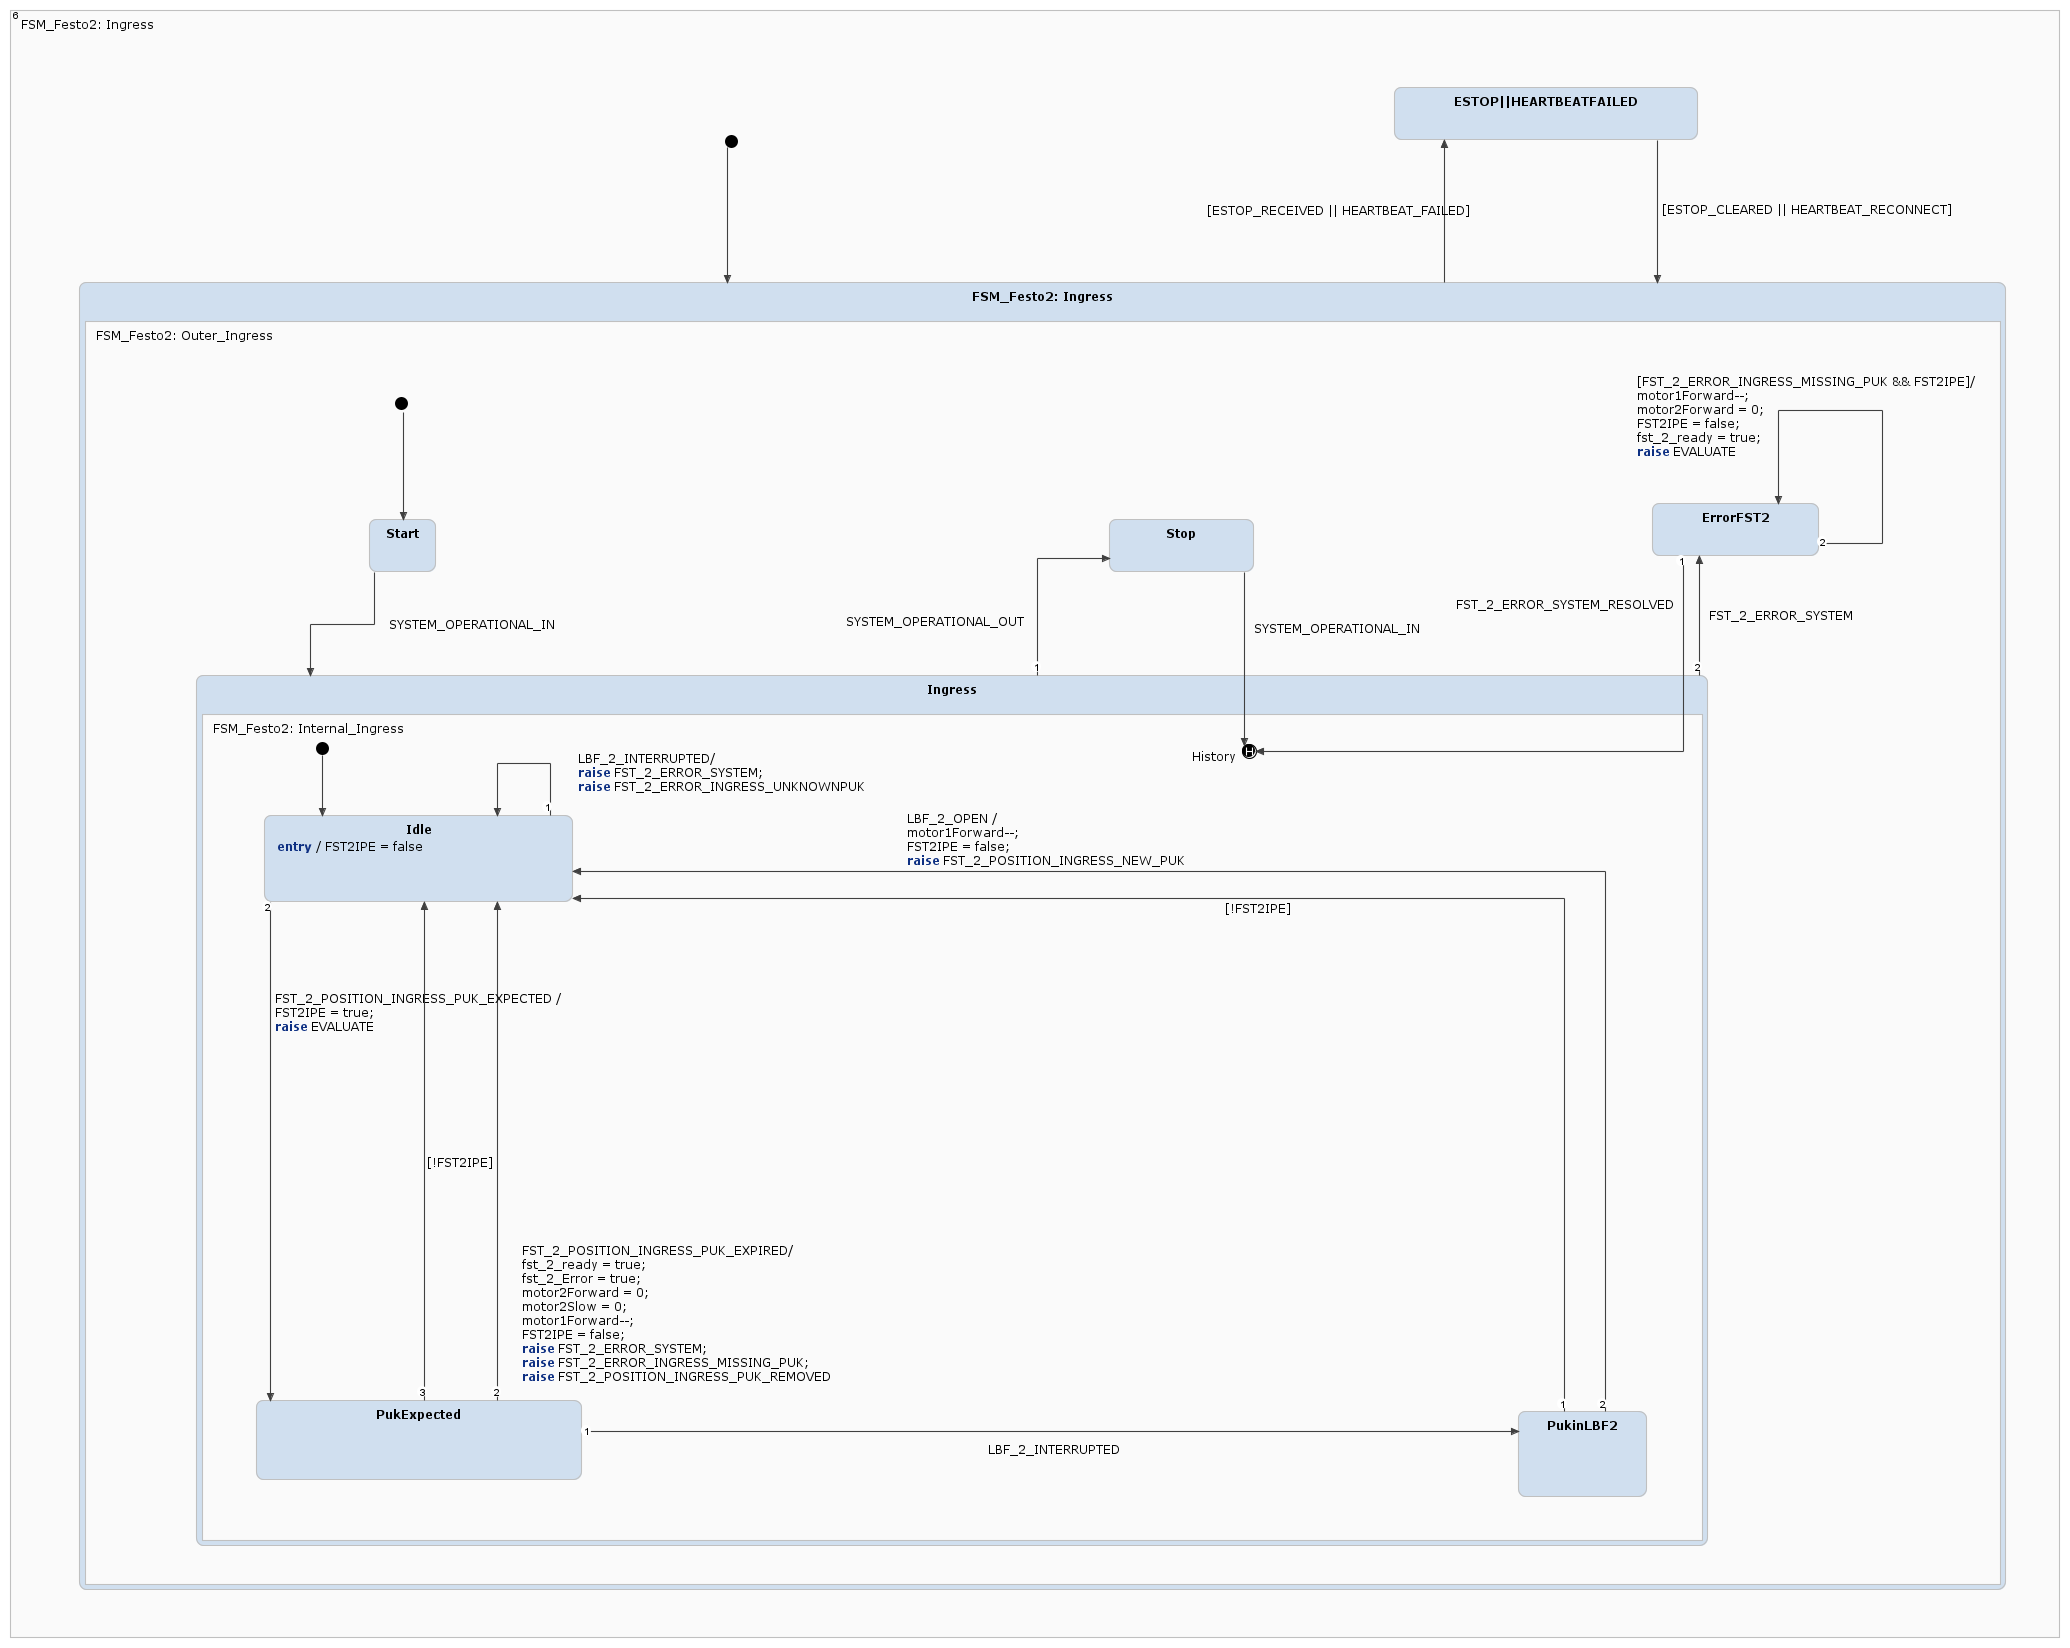 6
FSM_Festo2: Ingress
ESTOP||HEARTBEATFAILED
[ESTOP_RECEIVED || HEARTBEAT_FAILED]
[ESTOP_CLEARED || HEARTBEAT_RECONNECT]
FSM_Festo2: Ingress
FSM_Festo2: Outer_Ingress
[FST_2_ERROR_INGRESS_MISSING_PUK && FST2IPE]/
motor1Forward--;
motor2Forward = 0;
FST2IPE = false;
fst_2_ready = true;
raise EVALUATE
Start
Stop
ErrorFST2
2
1
SYSTEM_OPERATIONAL_IN
SYSTEM_OPERATIONAL_OUT
SYSTEM_OPERATIONAL_IN
FST_2_ERROR_SYSTEM_RESOLVED
FST_2_ERROR_SYSTEM
1
2
Ingress
FSM_Festo2: Internal_Ingress
History
H
LBF_2_INTERRUPTED/
raise FST_2_ERROR_SYSTEM;
raise FST_2_ERROR_INGRESS_UNKNOWNPUK
1
Idle
entry / FST2IPE = false
LBF_2_OPEN /
motor1Forward--;
FST2IPE = false;
raise FST_2_POSITION_INGRESS_NEW_PUK
[!FST2IPE]
2
FST_2_POSITION_INGRESS_PUK_EXPECTED /
FST2IPE = true;
raise EVALUATE
[!FST2IPE]
FST_2_POSITION_INGRESS_PUK_EXPIRED/
fst_2_ready = true;
fst_2_Error = true;
motor2Forward = 0;
motor2Slow = 0;
motor1Forward--;
FST2IPE = false;
raise FST_2_ERROR_SYSTEM;
raise FST_2_ERROR_INGRESS_MISSING_PUK;
raise FST_2_POSITION_INGRESS_PUK_REMOVED
3
2
1
2
PukExpected
1
LBF_2_INTERRUPTED
PukinLBF2